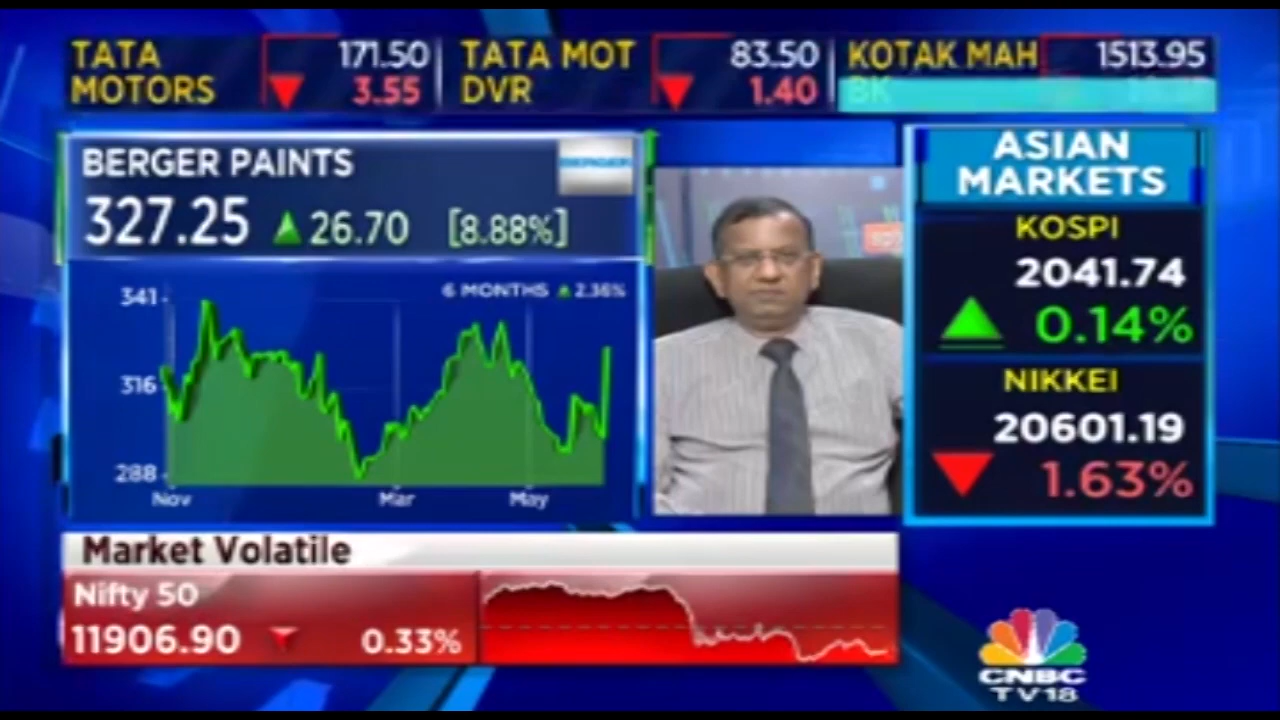 TATA MOTORS
171.50
3.55
TATA MOT DVR
83.50
1.40
KOTAK MAH BK
1513.95
BERGER PAINTS
327.25 26.70 [8.88%]
6 MONTHS 2.36%
341
316
288
Nov Mar May
ASIAN
MARKETS
KOSPI
2041.74
0.14%
NIKKEI
20601.19
1.63%
Market Volatile
Nifty 50
11906.90 0.33%
CNBC
TV18